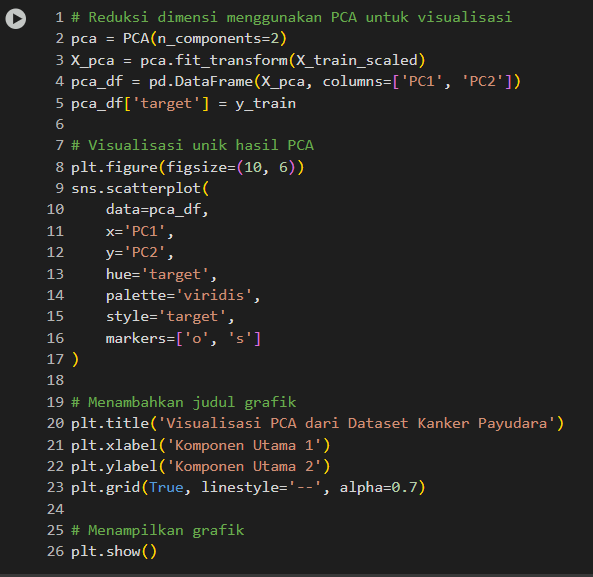 1 # Reduksi dimensi menggunakan PCA untuk visualisasi
2 pca = PCA(n_components=2)
3 X_pca = pca.fit_transform(X_train_scaled)
4 pca_df = pd.DataFrame(X_pca, columns=['PC1', 'PC2'])
5 pca_df['target'] = y_train
6
7 # Visualisasi unik hasil PCA
8 plt.figure(figsize=(10, 6))
9 sns.scatterplot(
10     data=pca_df,
11     x='PC1',
12     y='PC2',
13     hue='target',
14     palette='viridis',
15     style='target',
16     markers=['o', 's']
17 )
18
19 # Menambahkan judul grafik
20 plt.title('Visualisasi PCA dari Dataset Kanker Payudara')
21 plt.xlabel('Komponen Utama 1')
22 plt.ylabel('Komponen Utama 2')
23 plt.grid(True, linestyle='--', alpha=0.7)
24
25 # Menampilkan grafik
26 plt.show()